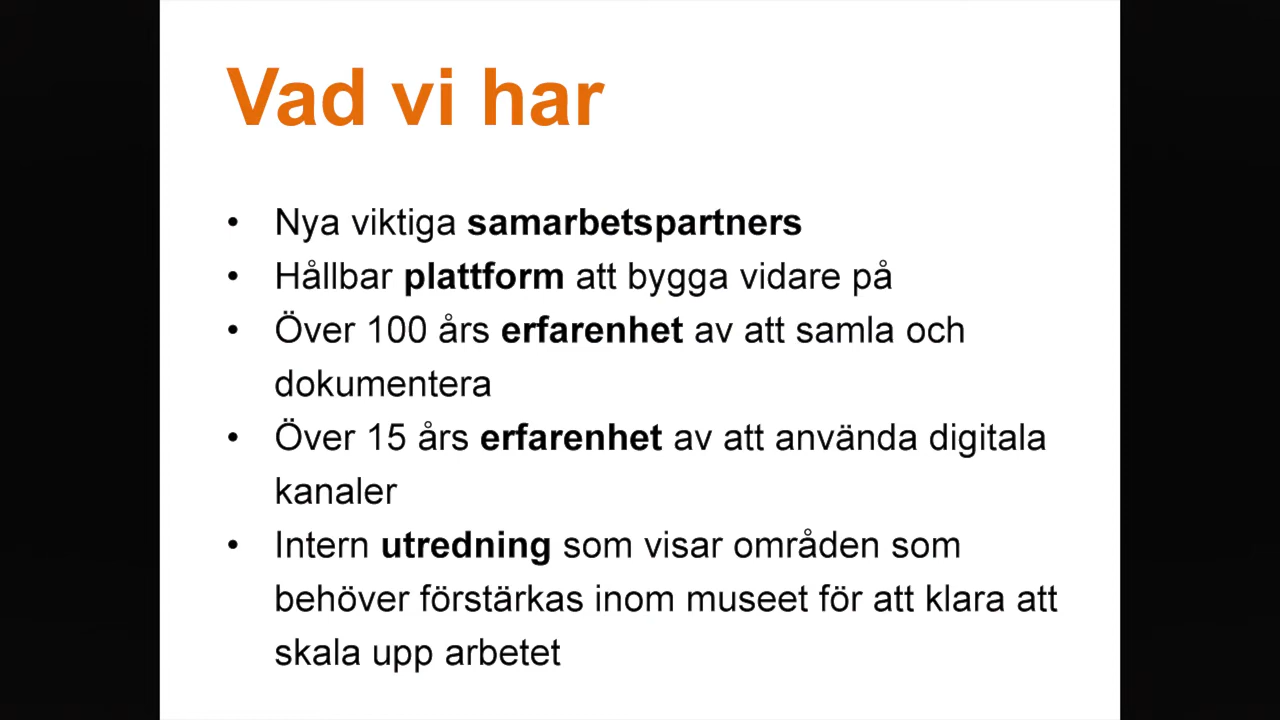 Vad vi har
• Nya viktiga samarbetspartners
• Hållbar plattform att bygga vidare på
• Över 100 års erfarenhet av att samla och
dokumentera
• Över 15 års erfarenhet av att använda digitala
kanaler
• Intern utredning som visar områden som
behöver förstärkas inom museet för att klara att
skala upp arbetet